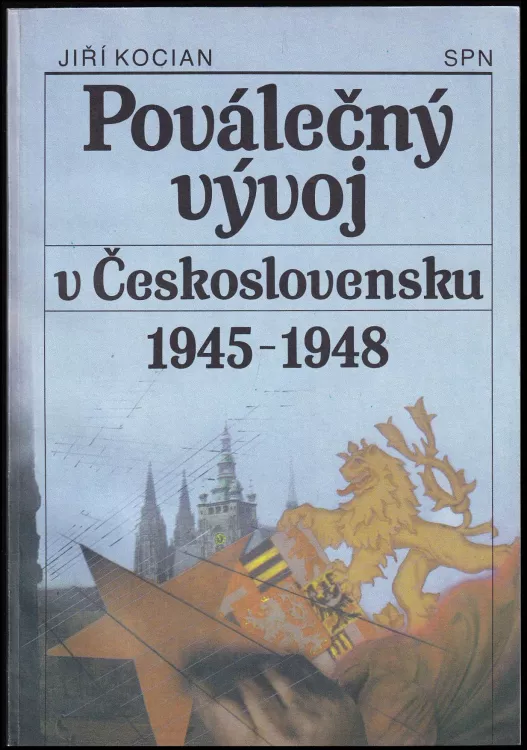 JIŘÍ KOCIAN SPN
Poválečný
vývoj
v Československu
1945-1948